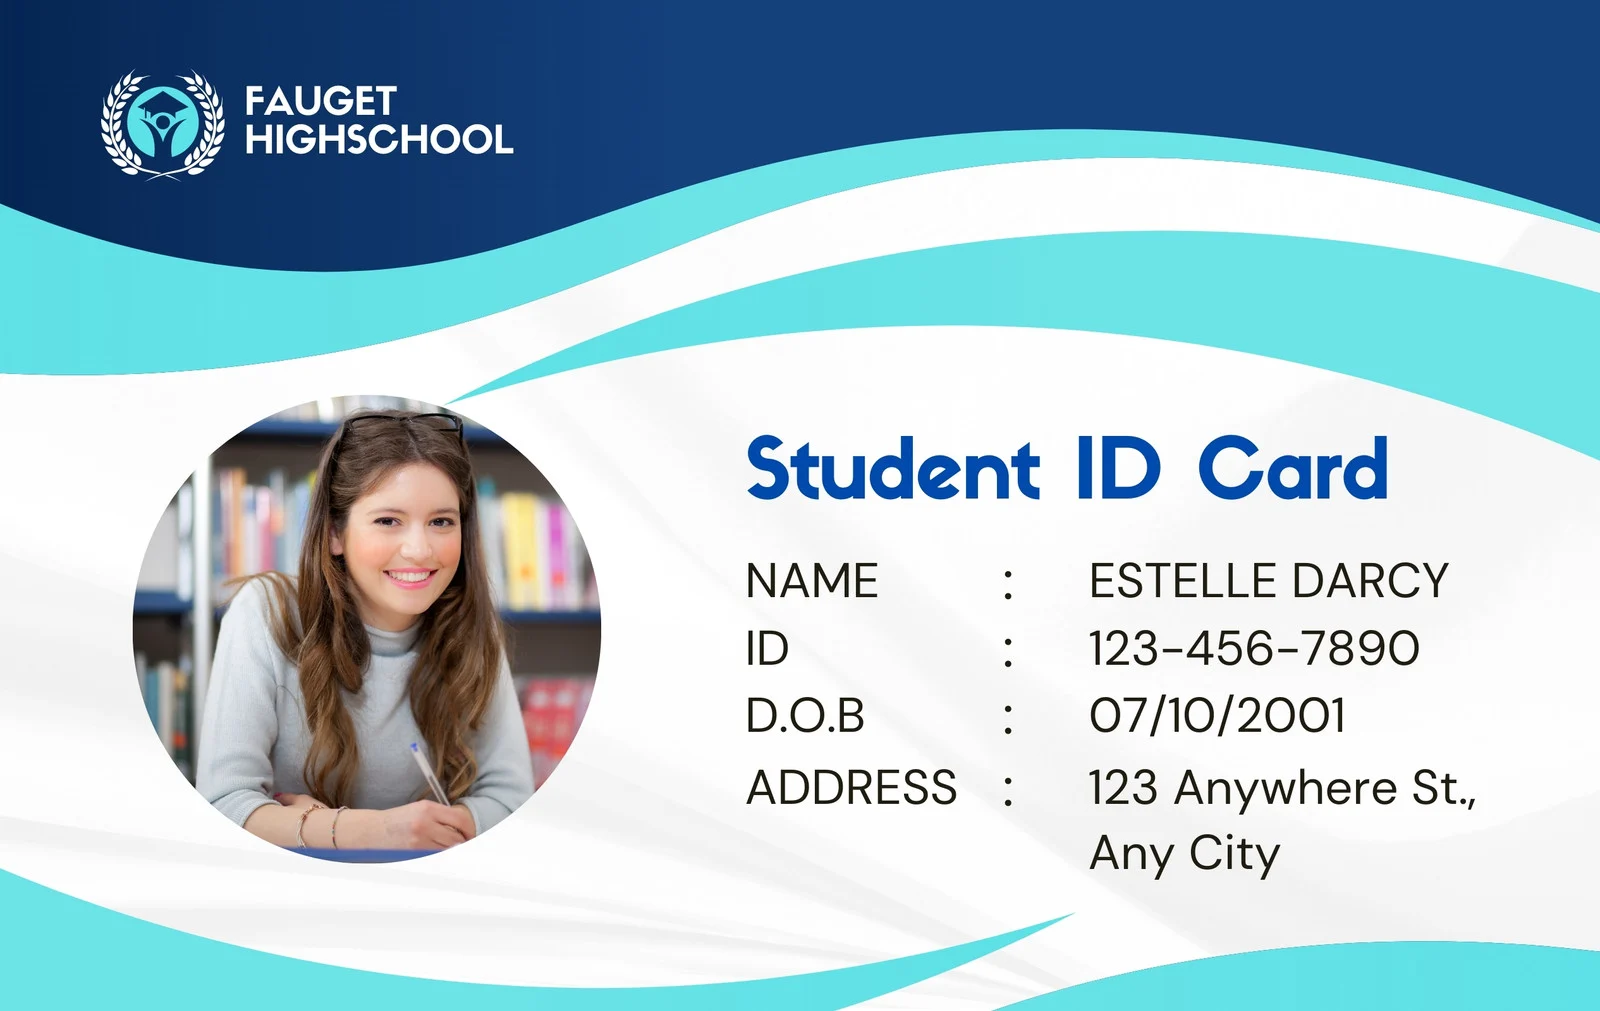 FAUGET
HIGHSCHOOL
Student ID Card
NAME : ESTELLE DARCY
ID : 123-456-7890
D.O.B : 07/10/2001
ADDRESS : 123 Anywhere St.,
Any City